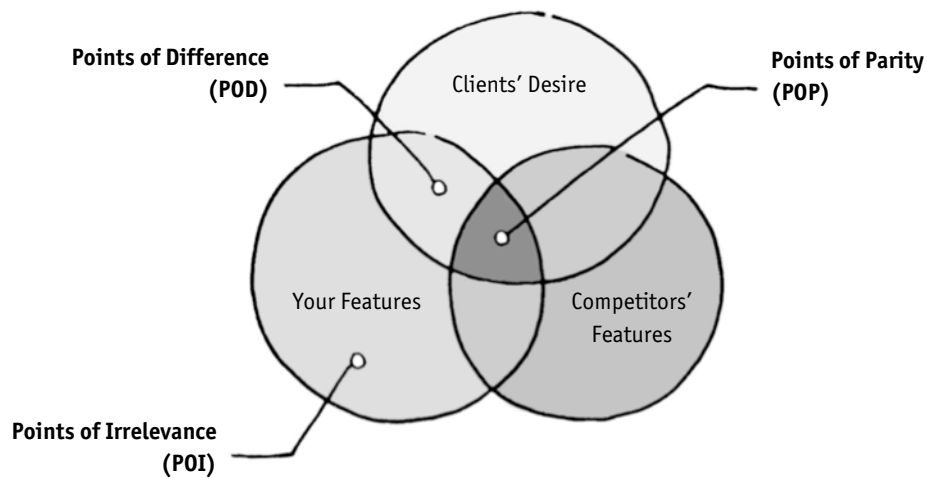 Points of Difference
(POD)
Clients’ Desire
Points of Parity
(POP)
Your Features
Competitors’
Features
Points of Irrelevance
(POI)